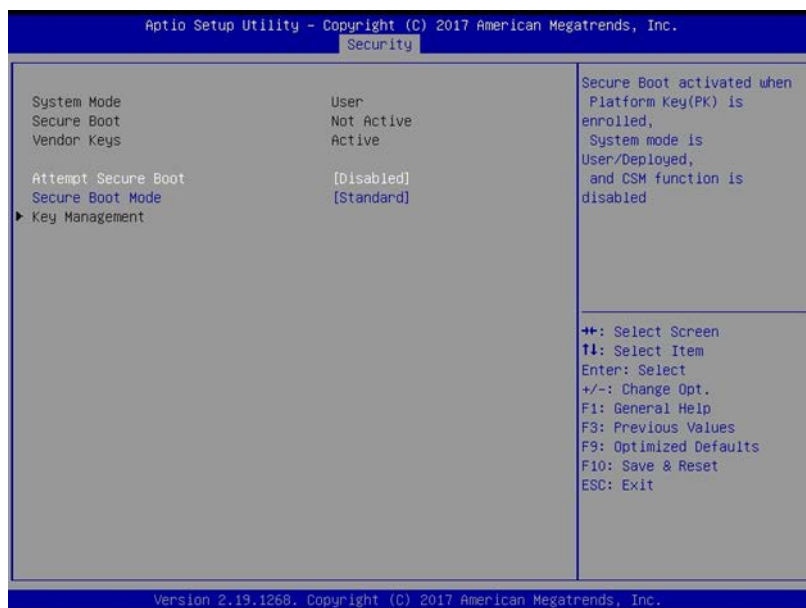 Aptio Setup Utility – Copyright (C) 2017 American Megatrends, Inc.
Security
System Mode User
Secure Boot Not Active
Vendor Keys Active
Attempt Secure Boot [Disabled]
Secure Boot Mode [Standard]
▶ Key Management
Secure Boot activated when
Platform Key(PK) is
enrolled,
System mode is
User/Deployed,
and CSM function is
disabled
→←: Select Screen
↑↓: Select Item
Enter: Select
+/-: Change Opt.
F1: General Help
F3: Previous Values
F9: Optimized Defaults
F10: Save & Reset
ESC: Exit
Version 2.19.1268. Copyright (C) 2017 American Megatrends, Inc.